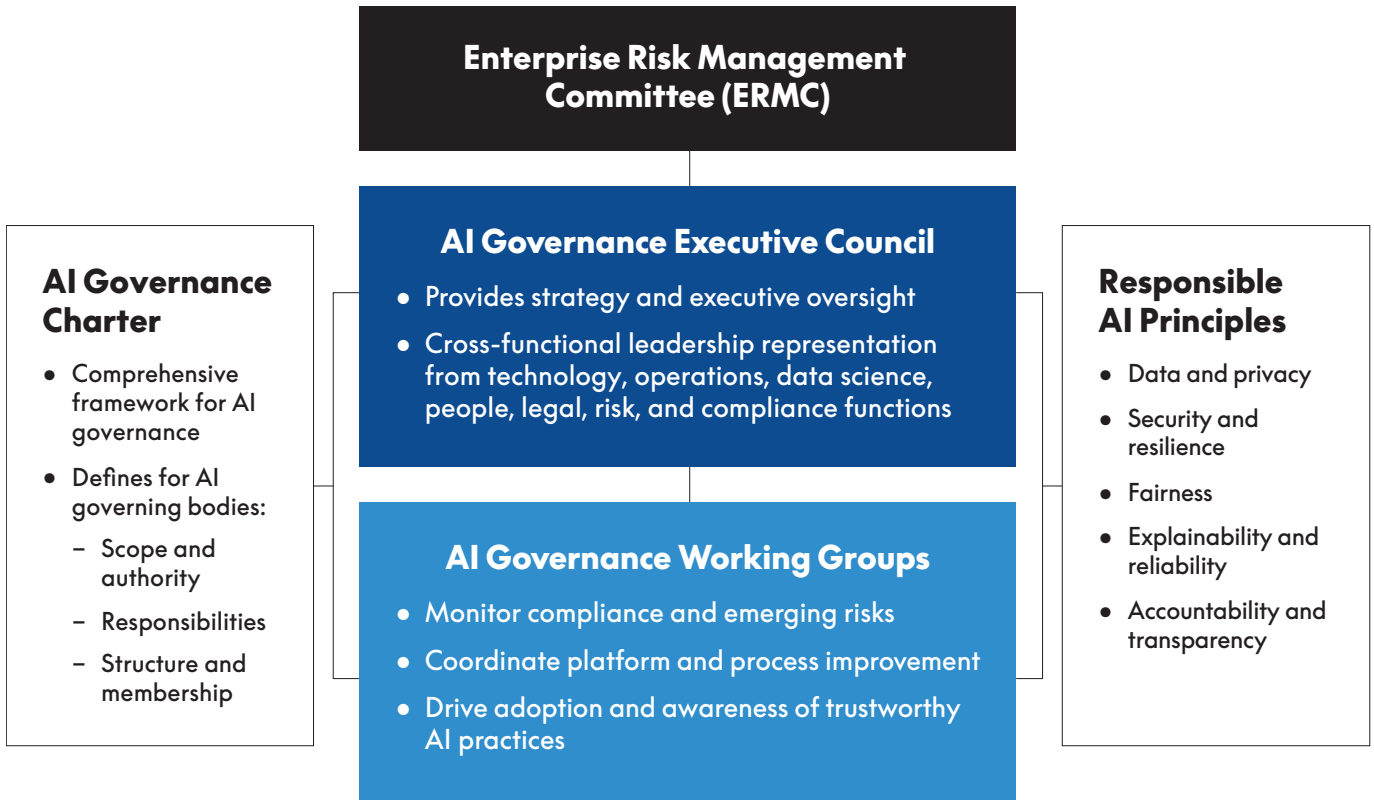 Enterprise Risk Management
Committee (ERMC)
AI Governance
Charter
● Comprehensive
framework for AI
governance
● Defines for AI
governing bodies:
– Scope and
authority
– Responsibilities
– Structure and
membership
AI Governance Executive Council
● Provides strategy and executive oversight
● Cross-functional leadership representation
from technology, operations, data science,
people, legal, risk, and compliance functions
AI Governance Working Groups
● Monitor compliance and emerging risks
● Coordinate platform and process improvement
● Drive adoption and awareness of trustworthy
AI practices
Responsible
AI Principles
● Data and privacy
● Security and
resilience
● Fairness
● Explainability and
reliability
● Accountability and
transparency